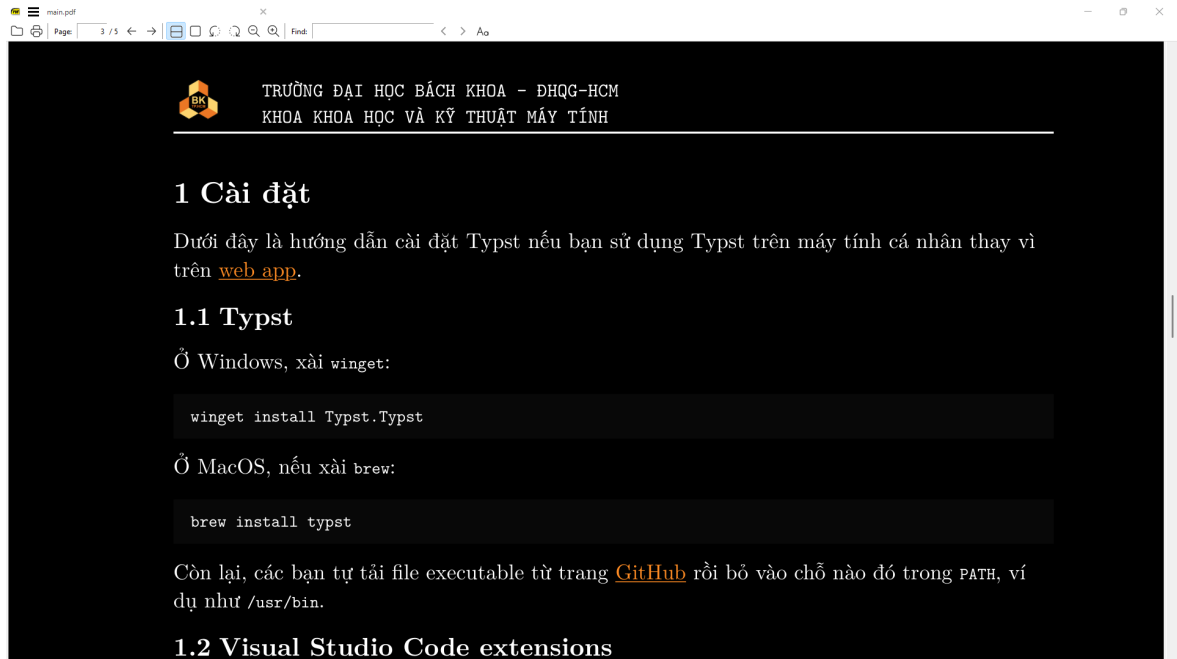 main.pdf
Page: 3 / 5 Find: Aa
BK
TRƯỜNG ĐẠI HỌC BÁCH KHOA - ĐHQG-HCM
KHOA KHOA HỌC VÀ KỸ THUẬT MÁY TÍNH
1 Cài đặt
Dưới đây là hướng dẫn cài đặt Typst nếu bạn sử dụng Typst trên máy tính cá nhân thay vì
trên web app.
1.1 Typst
Ở Windows, xài winget:
winget install Typst.Typst
Ở MacOS, nếu xài brew:
brew install typst
Còn lại, các bạn tự tải file executable từ trang GitHub rồi bỏ vào chỗ nào đó trong PATH, ví
dụ như /usr/bin.
1.2 Visual Studio Code extensions